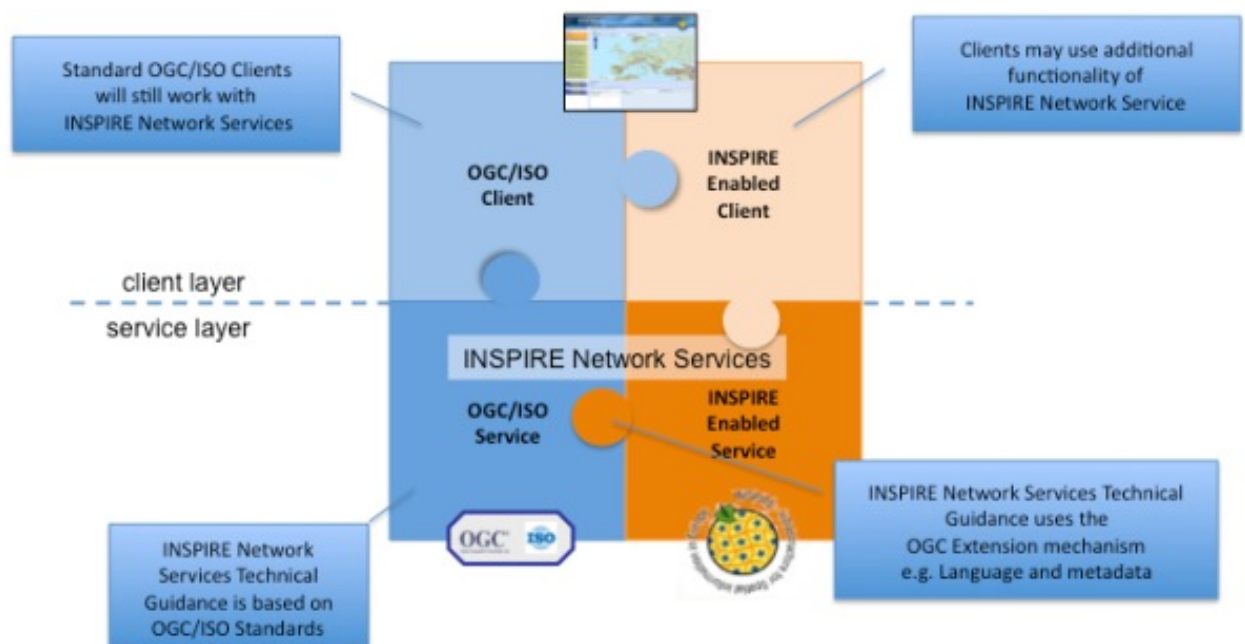 Standard OGC/ISO Clients
will still work with
INSPIRE Network Services
Clients may use additional
functionality of
INSPIRE Network Service
OGC/ISO
Client
INSPIRE
Enabled
Client
client layer
service layer
INSPIRE Network Services
OGC/ISO
Service
INSPIRE
Enabled
Service
INSPIRE Network
Services Technical
Guidance is based on
OGC/ISO Standards
OGC
ISO
INSPIRE Network Services Technical
Guidance uses the
OGC Extension mechanism
e.g. Language and metadata